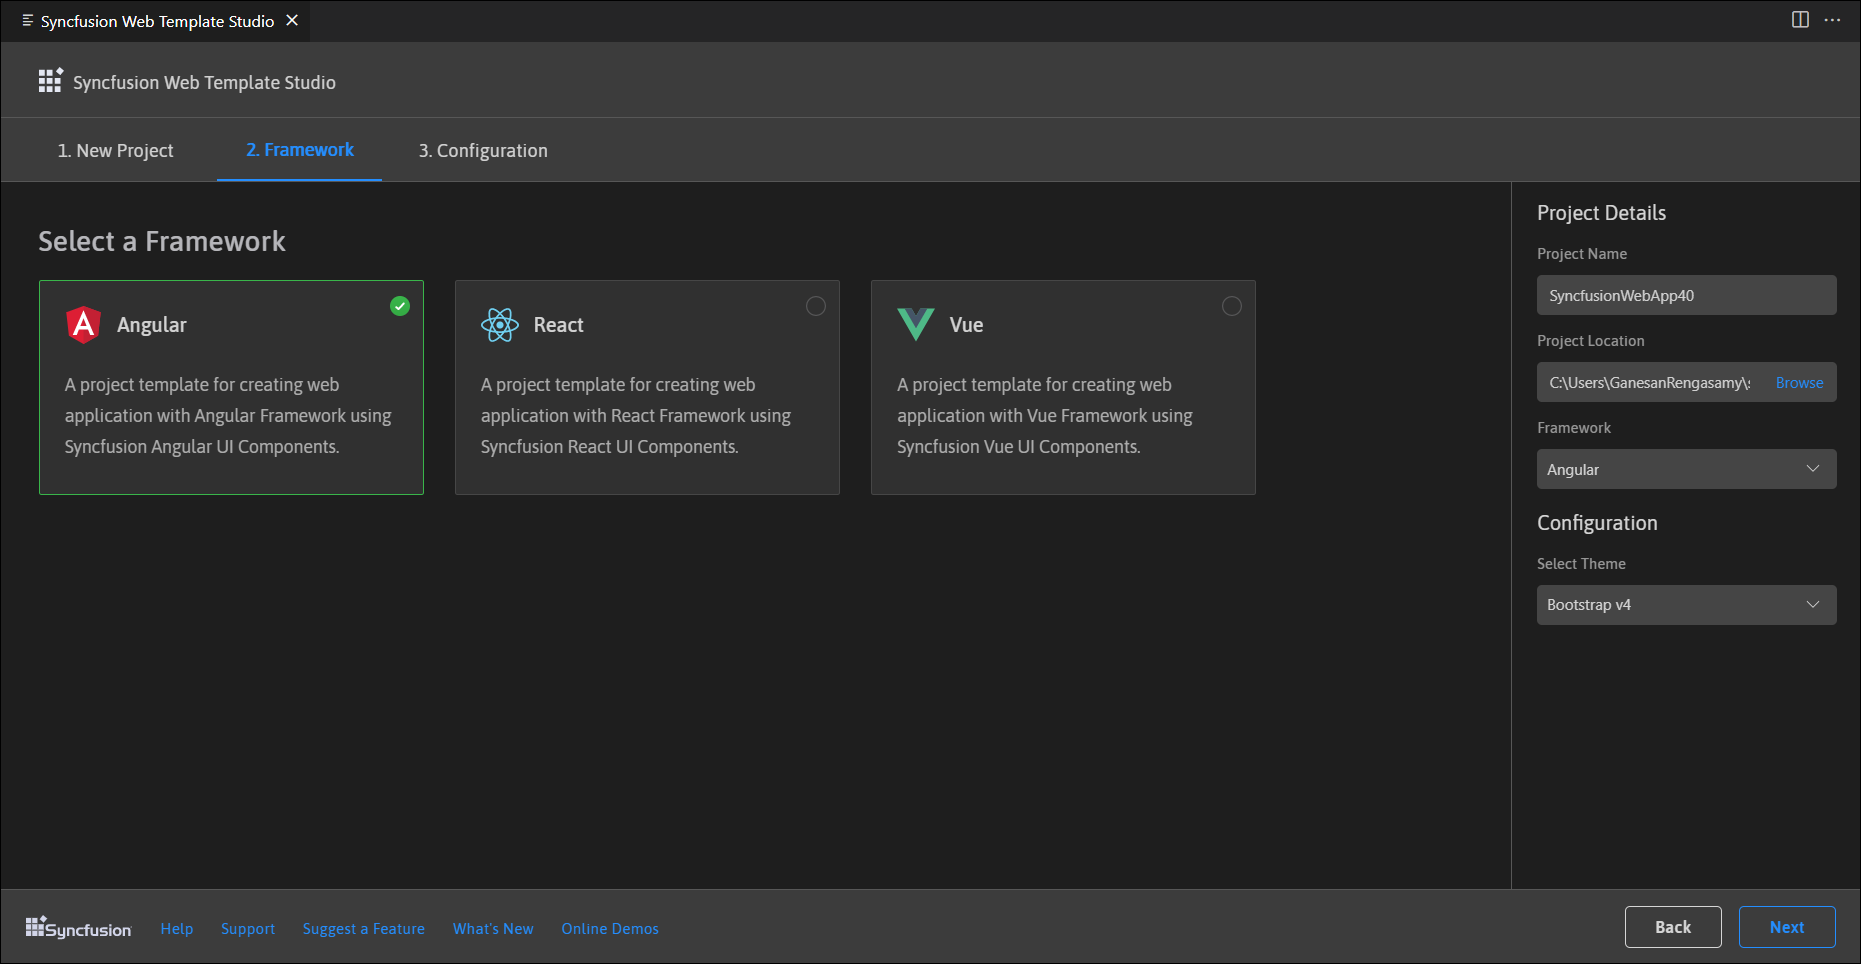 Syncfusion Web Template Studio
Syncfusion Web Template Studio
1. New Project
2. Framework
3. Configuration
Select a Framework
Angular
A project template for creating web
application with Angular Framework using
Syncfusion Angular UI Components.
React
A project template for creating web
application with React Framework using
Syncfusion React UI Components.
Vue
A project template for creating web
application with Vue Framework using
Syncfusion Vue UI Components.
Project Details
Project Name
SyncfusionWebApp40
Project Location
C:\Users\GanesanRengasamy\
Browse
Framework
Angular
Configuration
Select Theme
Bootstrap v4
Syncfusion
Help
Support
Suggest a Feature
What's New
Online Demos
Back
Next